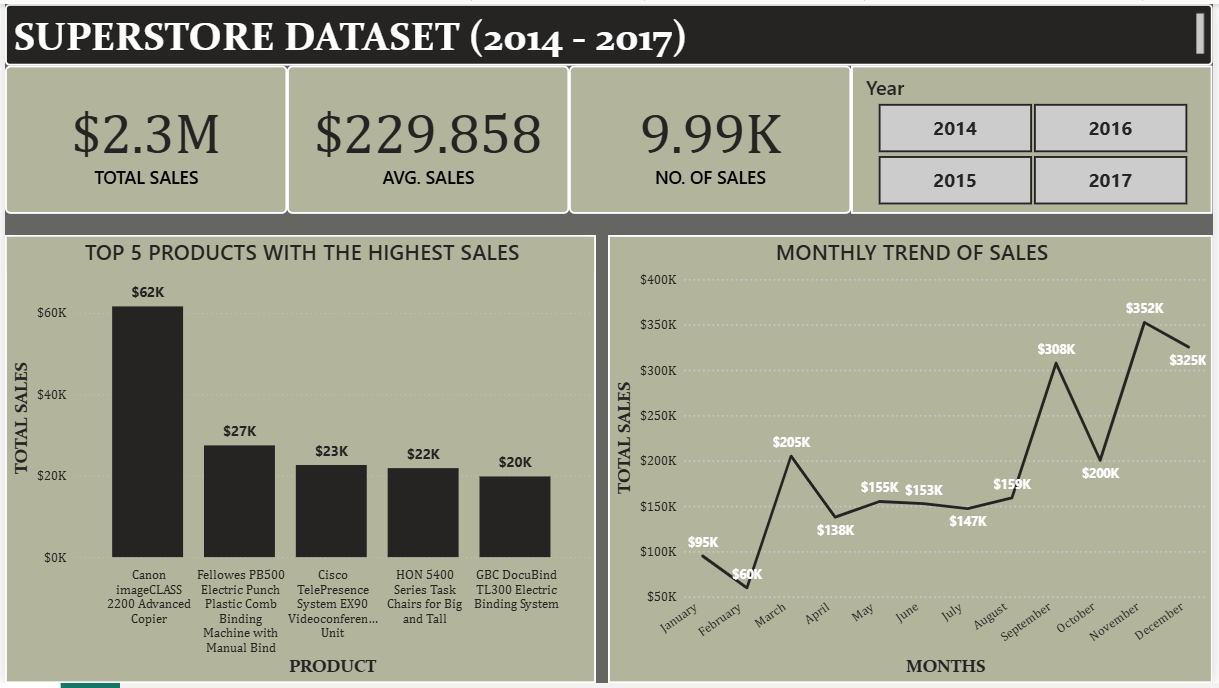 SUPERSTORE DATASET (2014 - 2017)
$2.3M
TOTAL SALES
$229.858
AVG. SALES
9.99K
NO. OF SALES
Year
2014
2016
2015
2017
TOP 5 PRODUCTS WITH THE HIGHEST SALES
TOTAL SALES
$60K
$40K
$20K
$0K
$62K
$27K
$23K
$22K
$20K
Canon
imageCLASS
2200 Advanced
Copier
Fellowes PB500
Electric Punch
Plastic Comb
Binding
Machine with
Manual Bind
Cisco
TelePresence
System EX90
Videoconferen...
Unit
HON 5400
Series Task
Chairs for Big
and Tall
GBC DocuBind
TL300 Electric
Binding System
PRODUCT
MONTHLY TREND OF SALES
TOTAL SALES
$400K
$350K
$300K
$250K
$200K
$150K
$100K
$50K
$95K
$60K
$205K
$138K
$155K
$153K
$147K
$159K
$308K
$200K
$352K
$325K
January
February
March
April
May
June
July
August
September
October
November
December
MONTHS